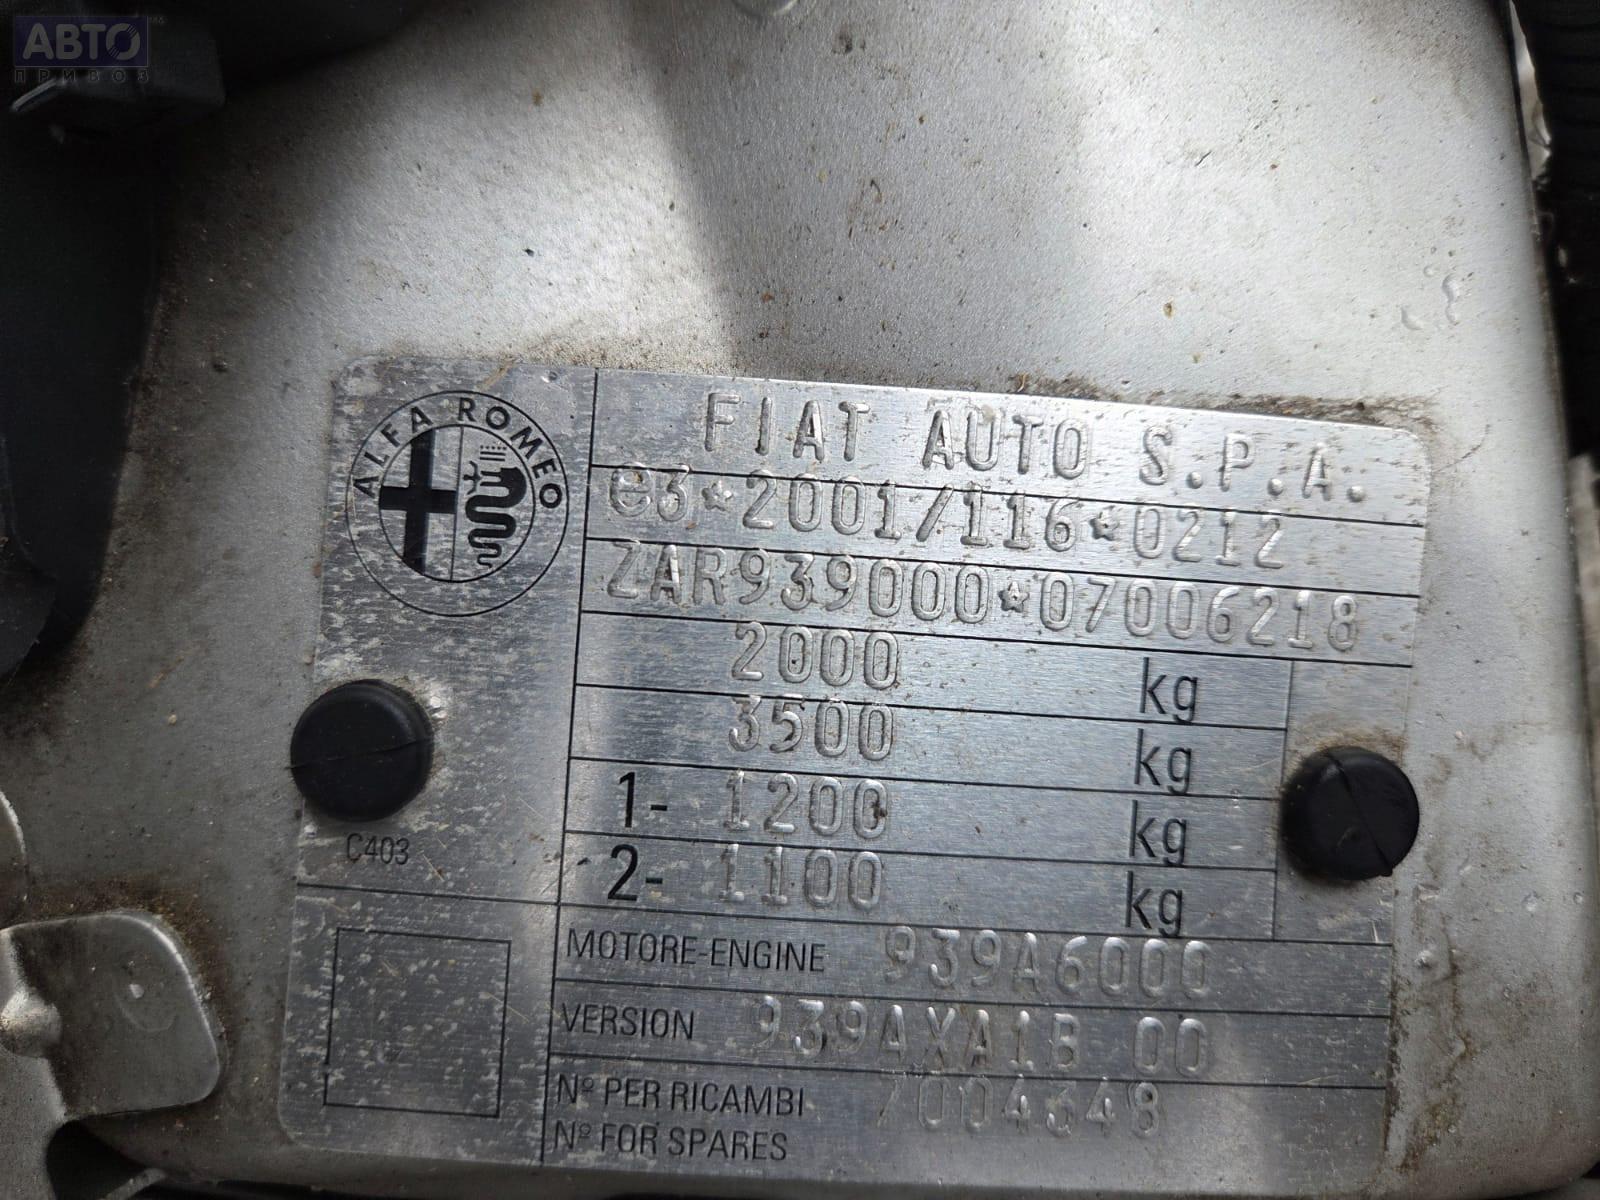 АВТО
ПРИВОЗ
ALFA ROMEO
FIAT AUTO S.P.A.
e3*2001/116*0212
ZAR939000*07006218
2000 kg
3500 kg
1- 1200 kg
2- 1100 kg
C403
MOTORE-ENGINE 939A6000
VERSION 939AXA1B 00
Nº PER RICAMBI 7004348
Nº FOR SPARES